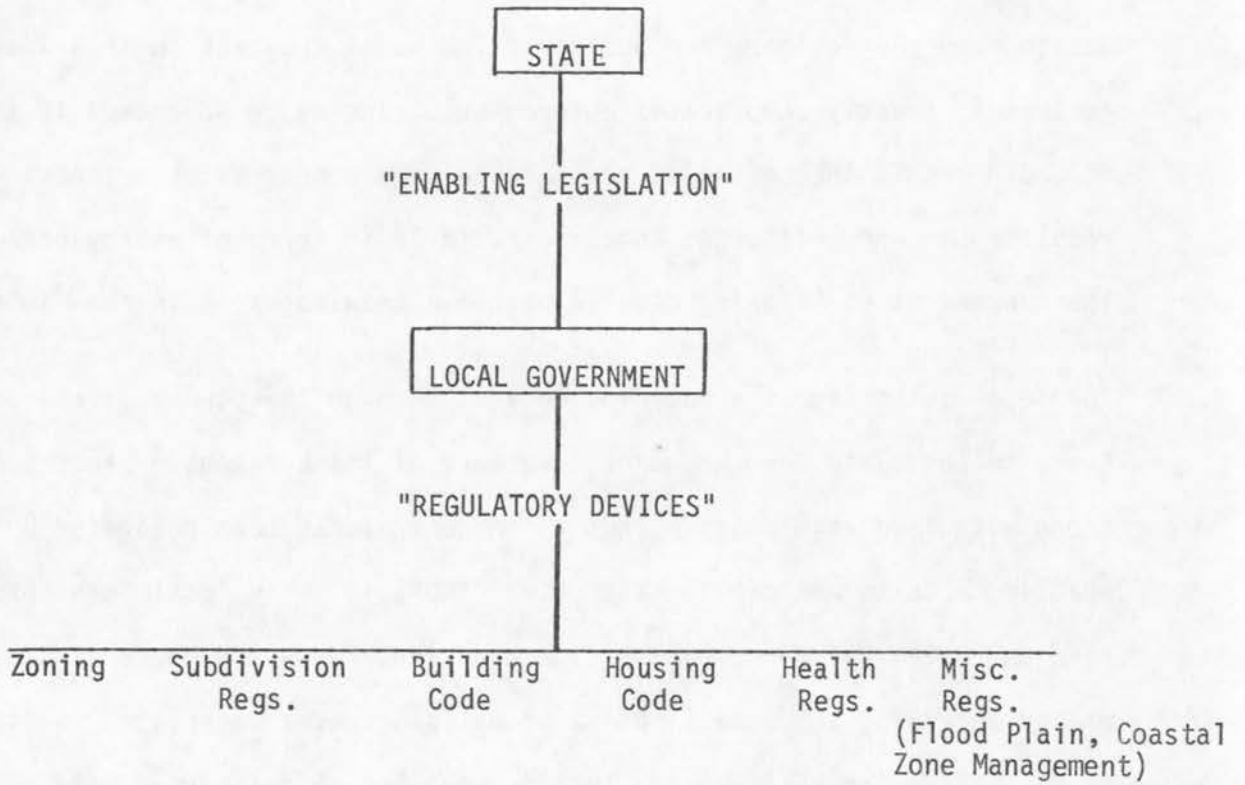 STATE
"ENABLING LEGISLATION"
LOCAL GOVERNMENT
"REGULATORY DEVICES"
Zoning Subdivision Building Housing Health Misc.
Regs. Code Code Regs. Regs.
(Flood Plain, Coastal
Zone Management)